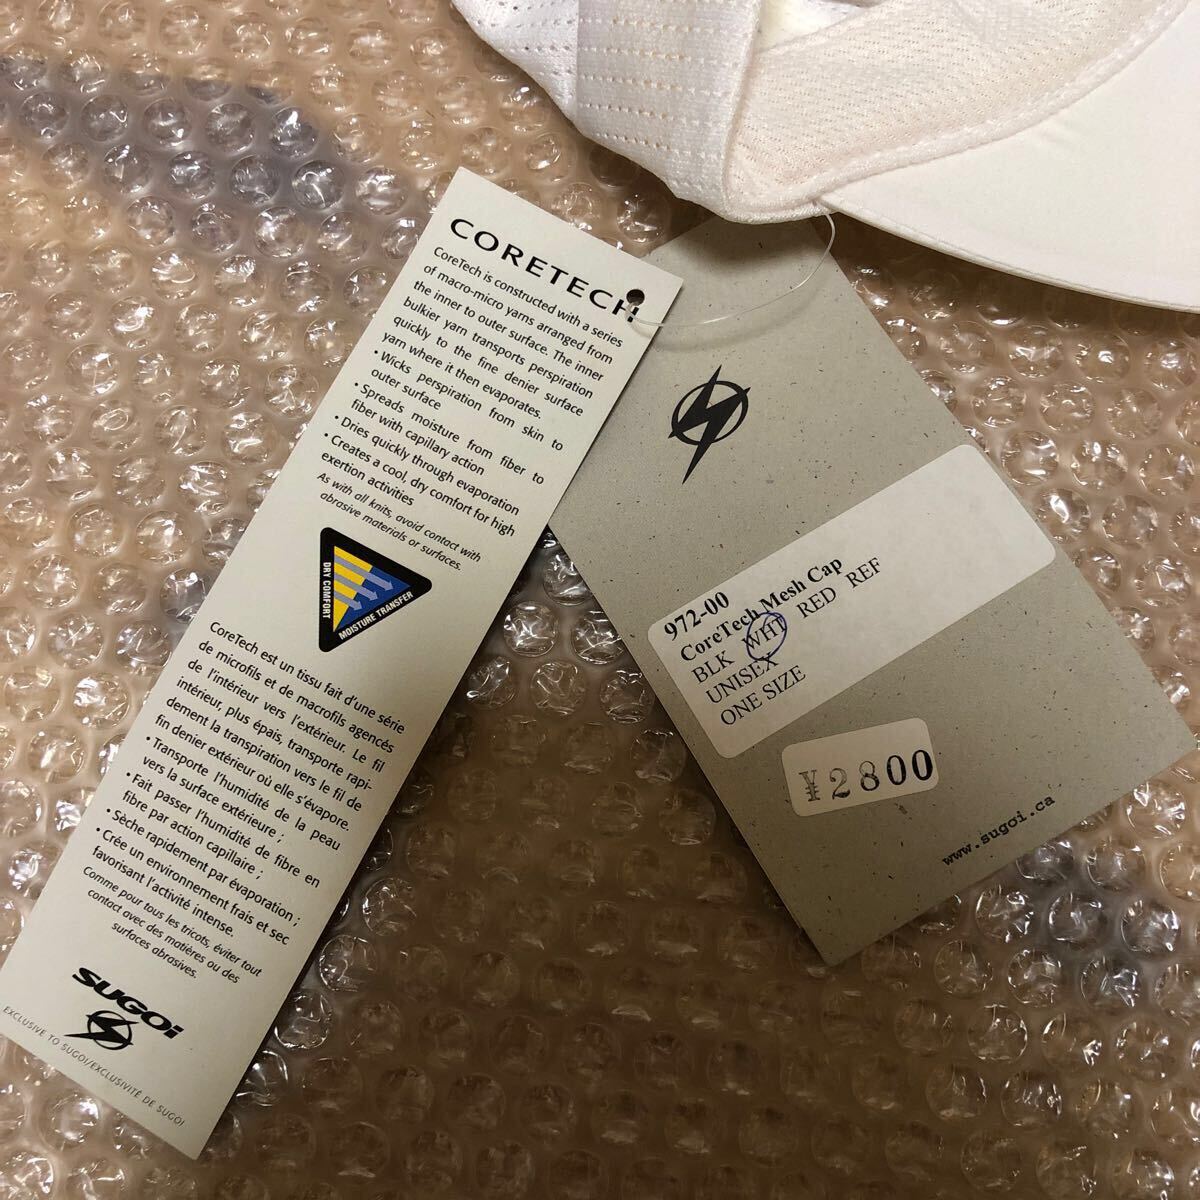 CORETECH
CoreTech is constructed with a series
of macro-micro yarns arranged from
the inner to outer surface. The inner
bulkier yarn transports perspiration
quickly to the fine denier surface
yarn where it then evaporates.
• Wicks perspiration from skin to
outer surface
• Spreads moisture from fiber to
fiber with capillary action
• Dries quickly through evaporation
• Creates a cool, dry comfort for high
exertion activities
As with all knits, avoid contact with
abrasive materials or surfaces.
DRY COMFORT
MOISTURE TRANSFER
CoreTech est un tissu fait d'une série
de microfils et de macrofils agencés
de l'intérieur vers l'extérieur. Le fil
intérieur, plus épais, transporte rapi-
dement la transpiration vers le fil de
fin denier extérieur où elle s'évapore.
• Transporte l'humidité de la peau
vers la surface extérieure ;
• Fait passer l'humidité de fibre en
fibre par action capillaire ;
• Sèche rapidement par évaporation ;
• Crée un environnement frais et sec
favorisant l'activité intense.
Comme pour tous les tricots, éviter tout
contact avec des matières ou des
surfaces abrasives.
SUGOI
EXCLUSIVE TO SUGOI/EXCLUSIVITÉ DE SUGOI
972-00
CoreTech Mesh Cap
BLK WHT RED REF
UNISEX
ONE SIZE
¥2800
www.sugoi.ca